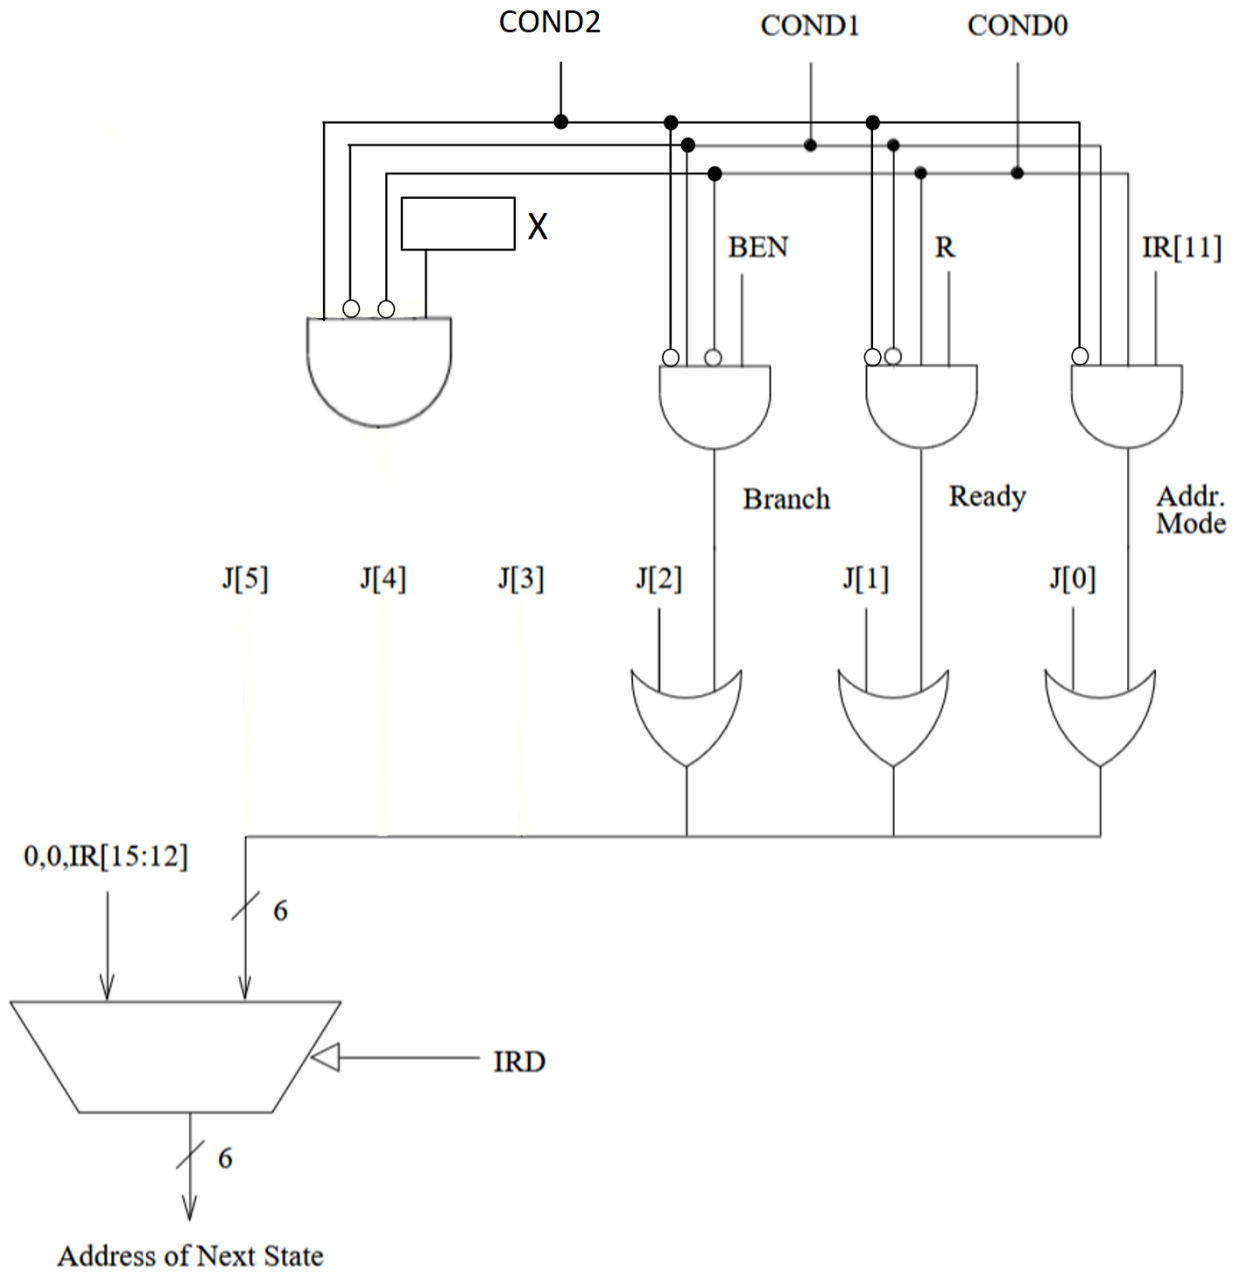 COND2
COND1
COND0
X
BEN
R
IR[11]
Branch
Ready
Addr.
Mode
J[5]
J[4]
J[3]
J[2]
J[1]
J[0]
0,0,IR[15:12]
6
IRD
6
Address of Next State